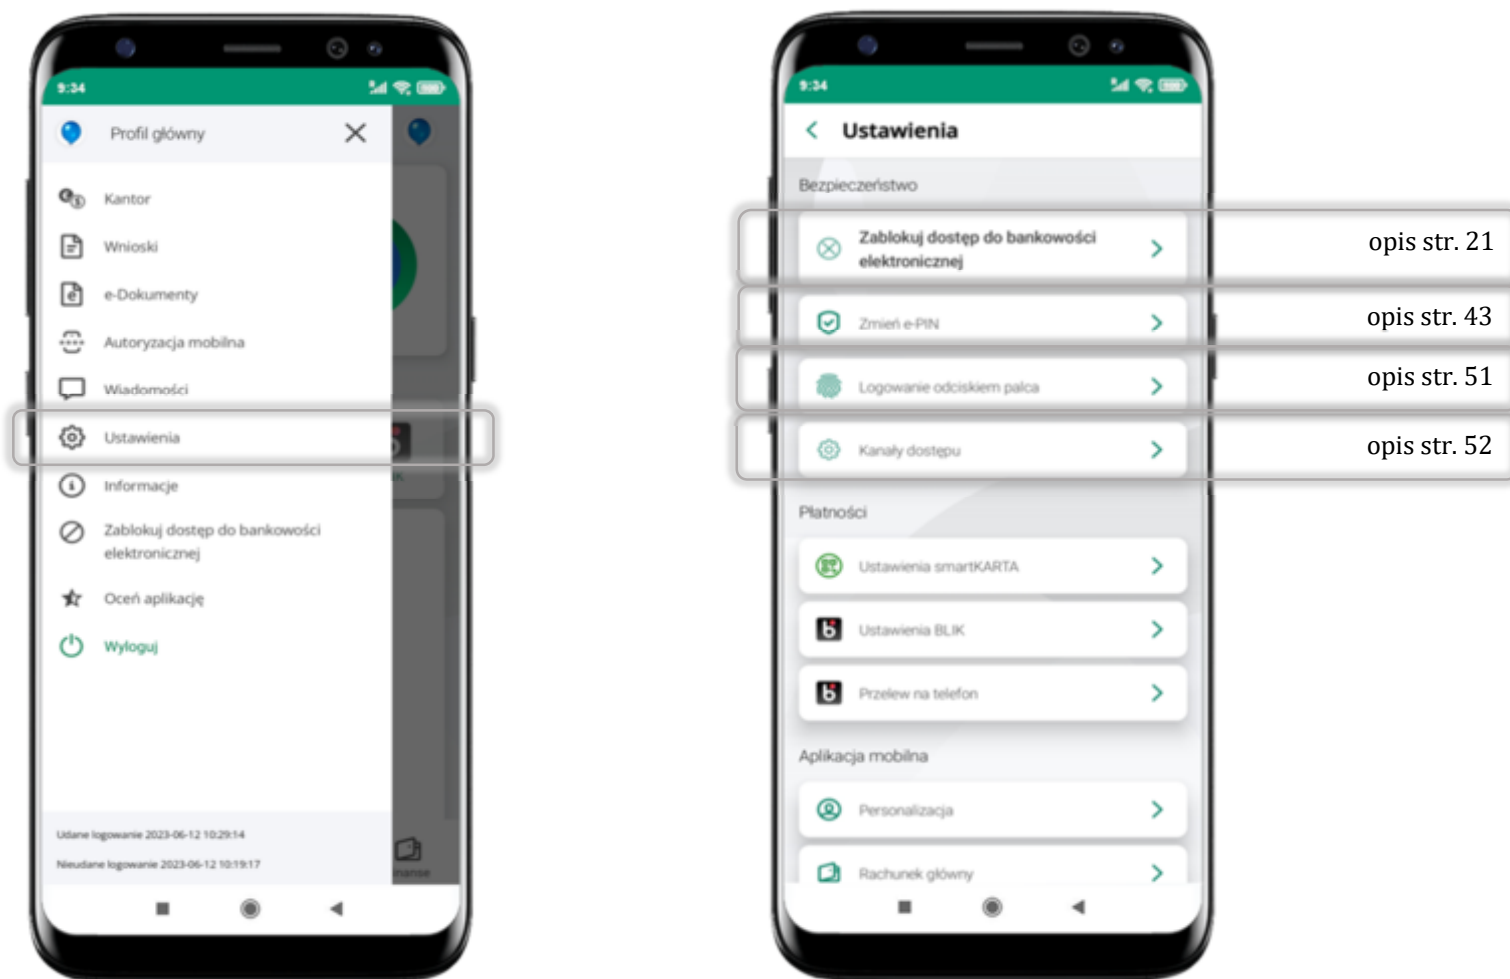 9:34
Profil główny
Kantor
Wnioski
e-Dokumenty
Autoryzacja mobilna
Wiadomości
Ustawienia
Informacje
Zablokuj dostęp do bankowości
elektronicznej
Oceń aplikację
Wyloguj
Udane logowanie 2023-06-12 10:29:14
Nieudane logowanie 2023-06-12 10:19:17
9:34
Ustawienia
Bezpieczeństwo
Zablokuj dostęp do bankowości
elektronicznej
opis str. 21
Zmień e-PIN
opis str. 43
Logowanie odciskiem palca
opis str. 51
Kanały dostępu
opis str. 52
Płatności
Ustawienia smartKARTA
Ustawienia BLIK
Przelew na telefon
Aplikacja mobilna
Personalizacja
Rachunek główny